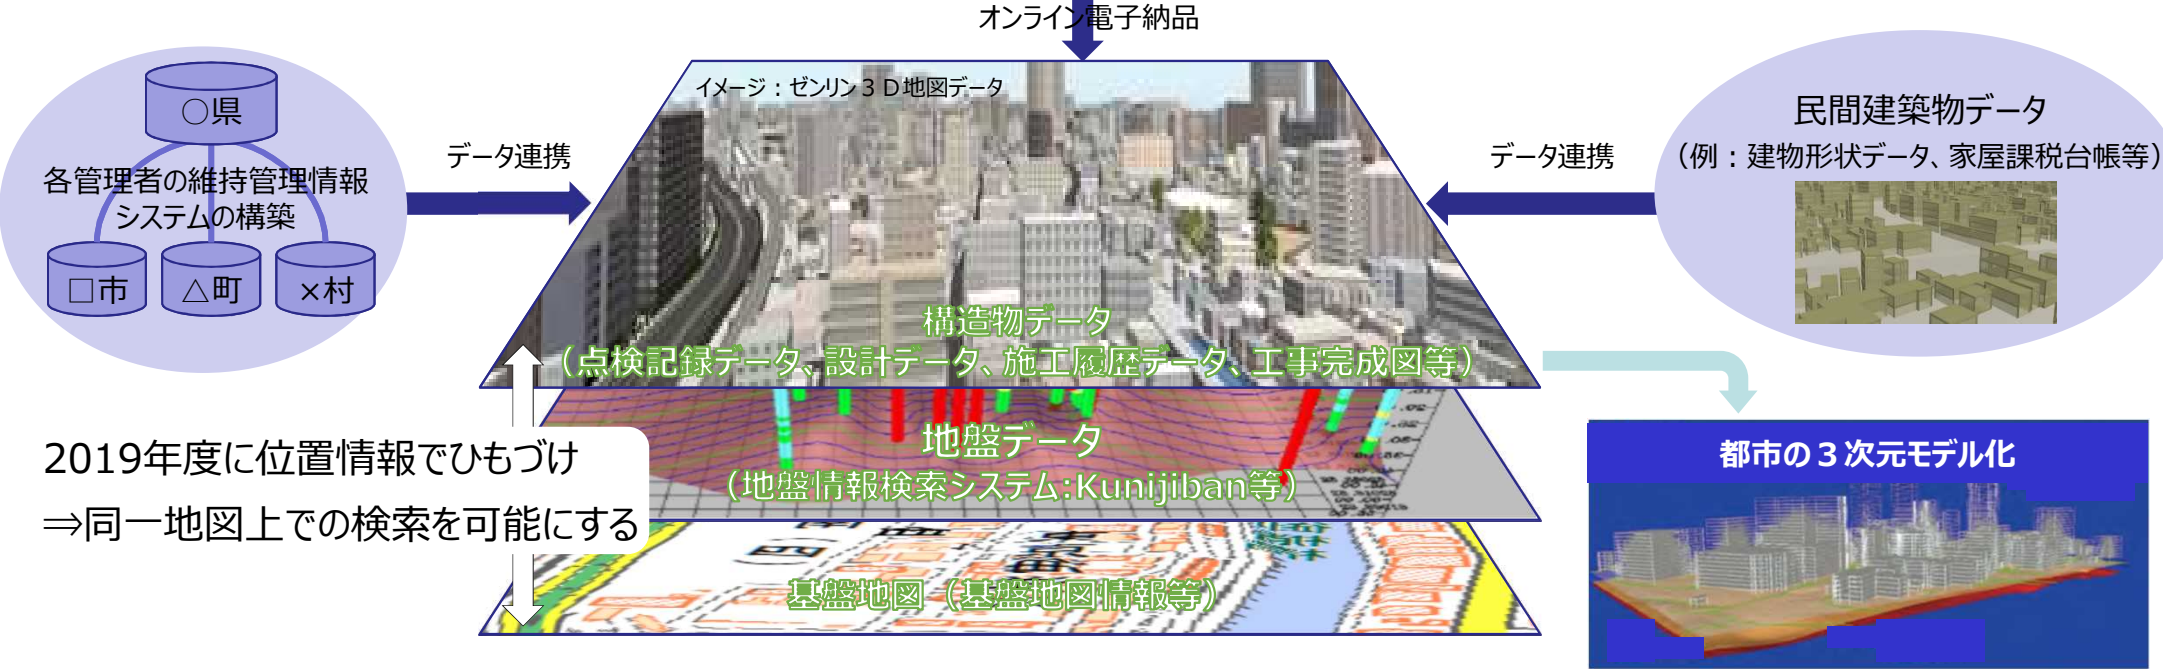 オンライン電子納品
イメージ：ゼンリン３Ｄ地図データ
○県
各管理者の維持管理情報
システムの構築
□市
△町
×村
データ連携
データ連携
民間建築物データ
（例：建物形状データ、家屋課税台帳等）
構造物データ
（点検記録データ、設計データ、施工履歴データ、工事完成図等）
地盤データ
（地盤情報検索システム:Kunijiban等）
2019年度に位置情報でひもづけ
⇒同一地図上での検索を可能にする
基盤地図（基盤地図情報等）
都市の３次元モデル化